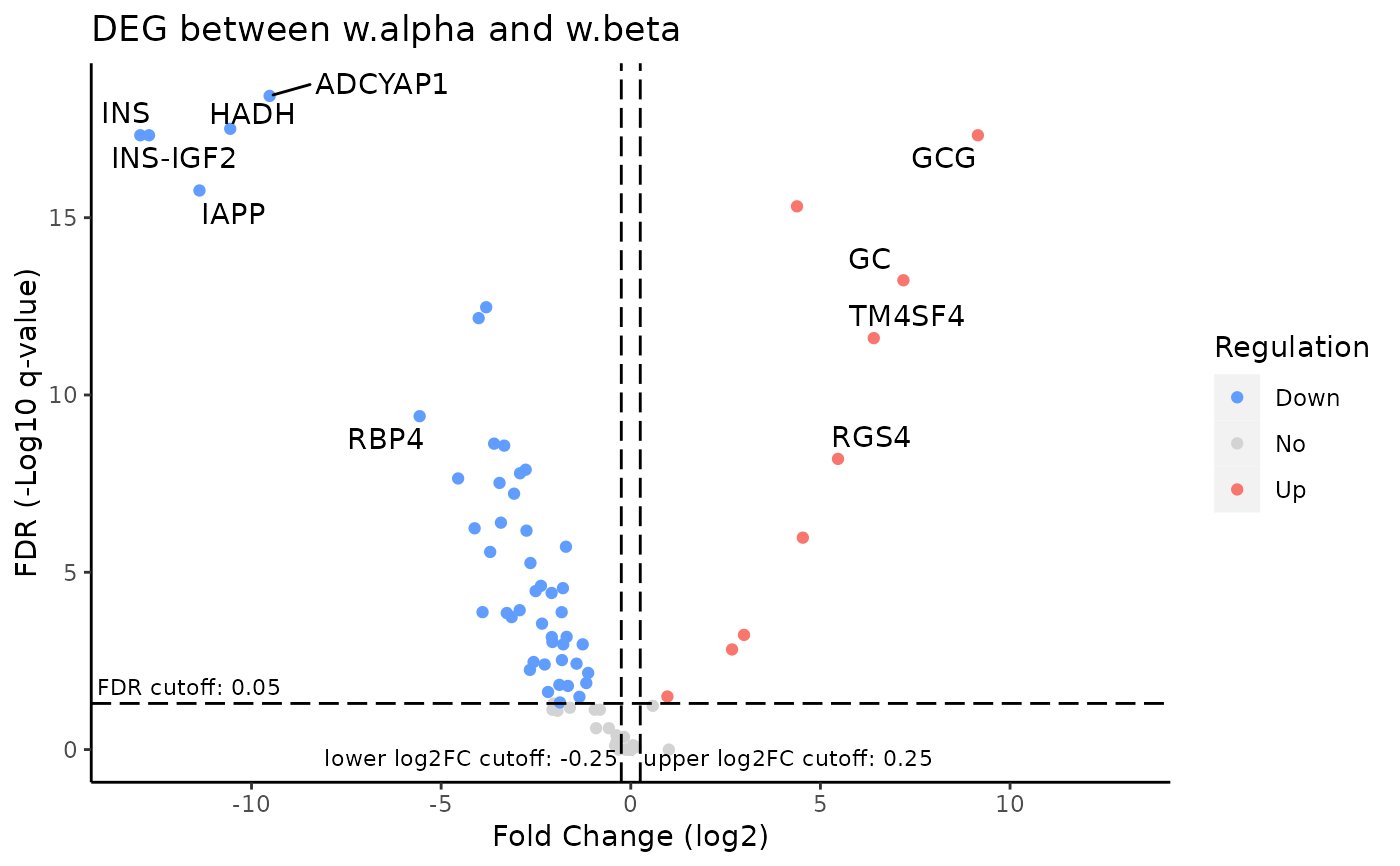 DEG between w.alpha and w.beta
ADCYAP1
INS
HADH
INS-IGF2
GCG
IAPP
GC
TM4SF4
RBP4
RGS4
FDR cutoff: 0.05
lower log2FC cutoff: -0.25
upper log2FC cutoff: 0.25
15
10
5
0
FDR (-Log10 q-value)
-10
-5
0
5
10
Fold Change (log2)
Regulation
Down
No
Up